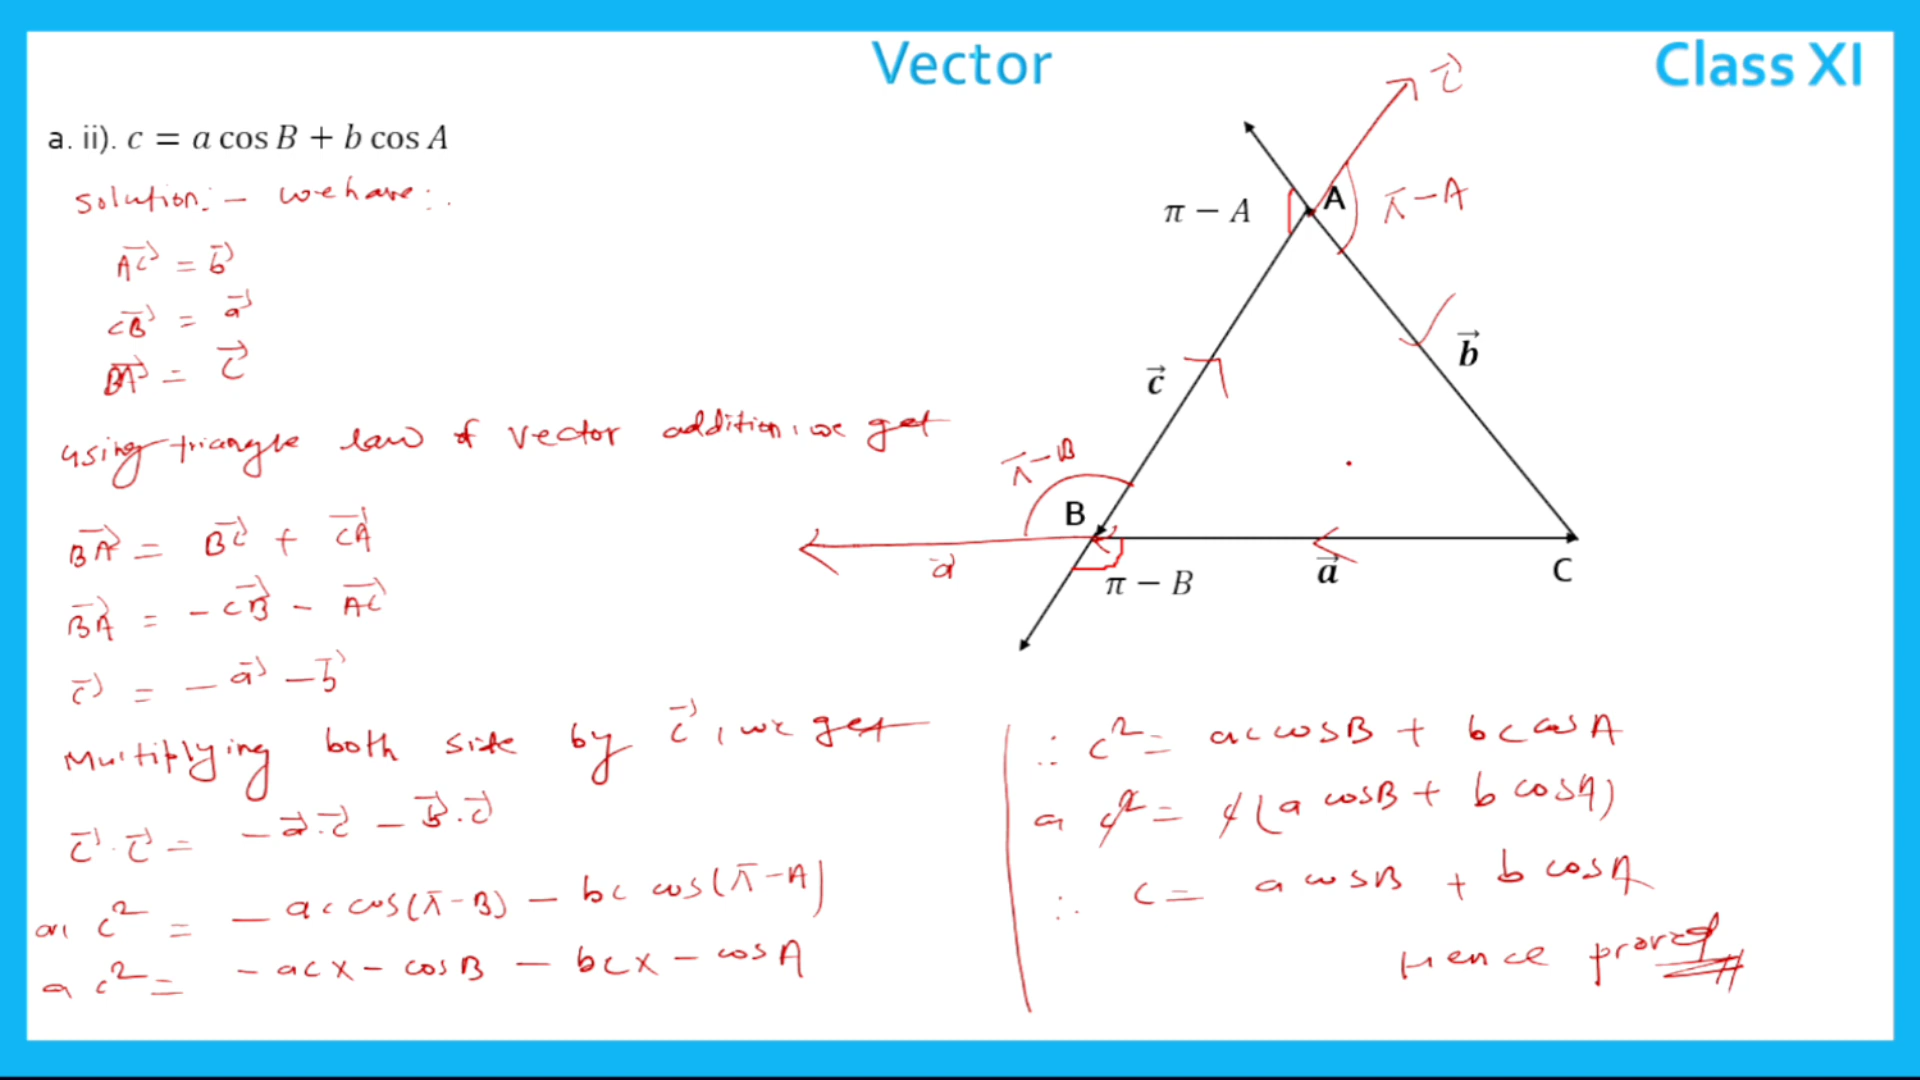 Vector
Class XI
a. ii). c = a cos B + b cos A
Solution:- we have:.
AC⃗ = b⃗
CB⃗ = a⃗
BA⃗ = c⃗
using triangle law of vector addition, we get
BA⃗ = BC⃗ + CA⃗
BA⃗ = -CB⃗ - AC⃗
c⃗ = -a⃗ - b⃗
Multiplying both side by c⃗, we get
c⃗ . c⃗ = -a⃗.c⃗ - b⃗.c⃗
or, c² = -ac cos(π-B) - bc cos(π-A)
or c² = -ac x - cos B - bc x - cos A
∴ c² = ac cos B + bc cos A
or c² = c (a cos B + b cos A)
∴ c = a cos B + b cos A
Hence proved
c⃗
π − A
A
π-A
c⃗
b⃗
π-B
B
a⃗
π − B
a⃗
C